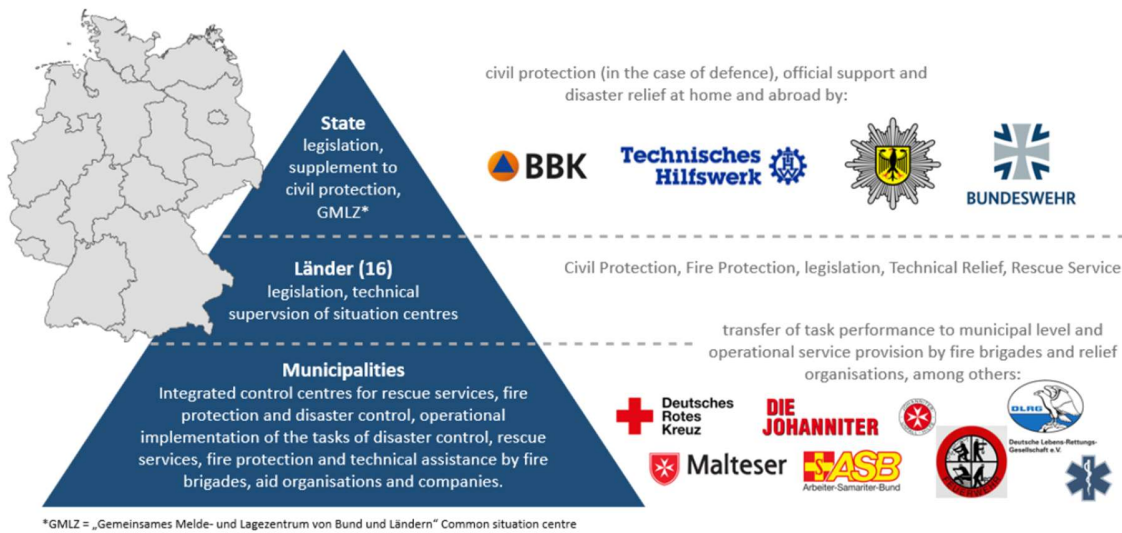 State
legislation,
supplement to
civil protection,
GMLZ*
civil protection (in the case of defence), official support and
disaster relief at home and abroad by:
BBK
Technisches
Hilfswerk
THW
BUNDESWEHR
Länder (16)
legislation, technical
supervsion of situation centres
Civil Protection, Fire Protection, legislation, Technical Relief, Rescue Service
Municipalities
Integrated control centres for rescue services, fire
protection and disaster control, operational
implementation of the tasks of disaster control, rescue
services, fire protection and technical assistance by fire
brigades, aid organisations and companies.
transfer of task performance to municipal level and
operational service provision by fire brigades and relief
organisations, among others:
Deutsches
Rotes
Kreuz
DIE
JOHANNITER
DLRG
Deutsche Lebens-Rettungs-
Gesellschaft e.V.
Malteser
ASB
Arbeiter-Samariter-Bund
FEUERWEHR
*GMLZ = „Gemeinsames Melde- und Lagezentrum von Bund und Ländern“ Common situation centre